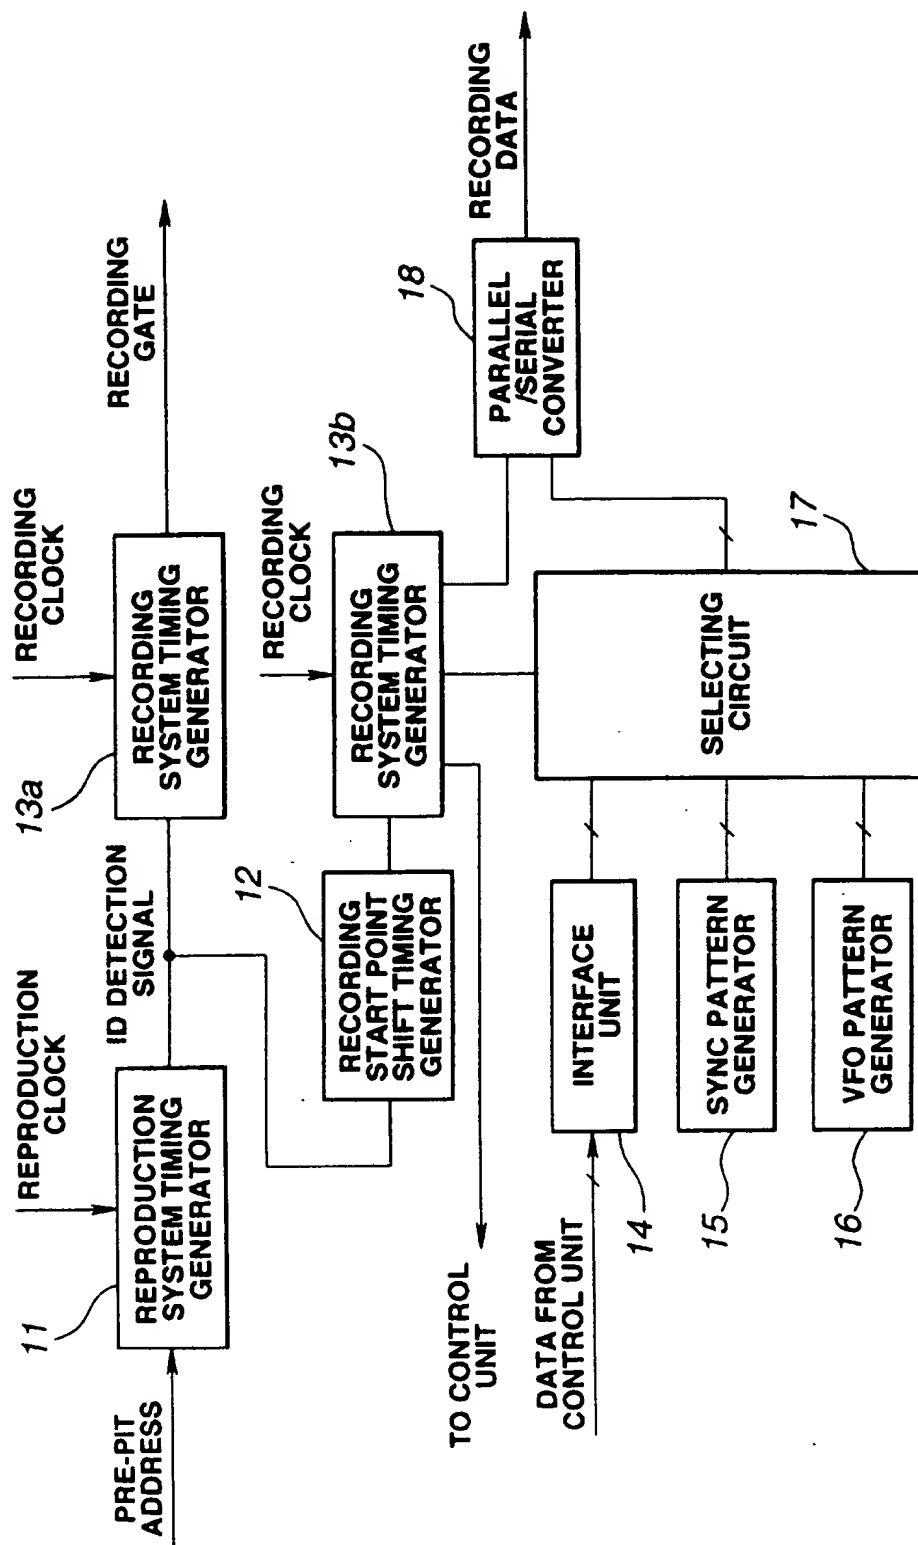 PRE-PIT
ADDRESS
11
REPRODUCTION
SYSTEM TIMING
GENERATOR
REPRODUCTION
CLOCK
ID DETECTION
SIGNAL
13a
RECORDING
SYSTEM TIMING
GENERATOR
RECORDING
CLOCK
RECORDING
GATE
12
RECORDING
START POINT
SHIFT TIMING
GENERATOR
RECORDING
SYSTEM TIMING
GENERATOR
RECORDING
CLOCK
13b
TO CONTROL
UNIT
18
PARALLEL
/SERIAL
CONVERTER
RECORDING
DATA
DATA FROM
CONTROL UNIT
14
INTERFACE
UNIT
15
SYNC PATTERN
GENERATOR
16
VFO PATTERN
GENERATOR
SELECTING
CIRCUIT
17